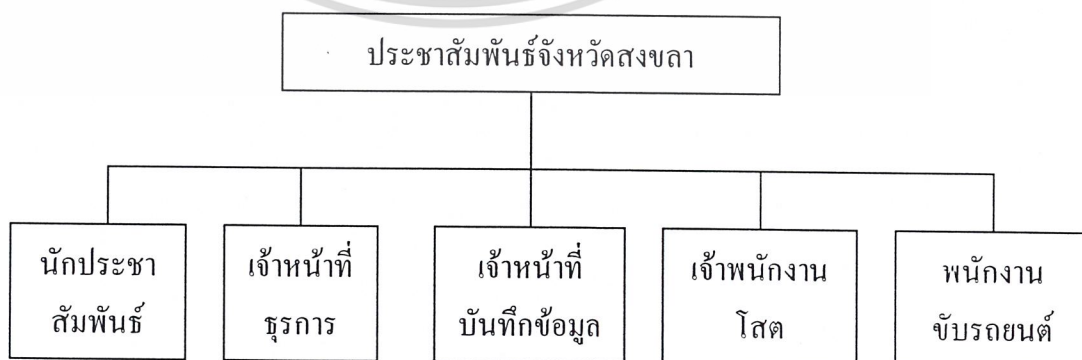 ประชาสัมพันธ์จังหวัดสงขลา
นักประชา
สัมพันธ์
เจ้าหน้าที่
ธุรการ
เจ้าหน้าที่
บันทึกข้อมูล
เจ้าพนักงาน
โสต
พนักงาน
ขับรถยนต์